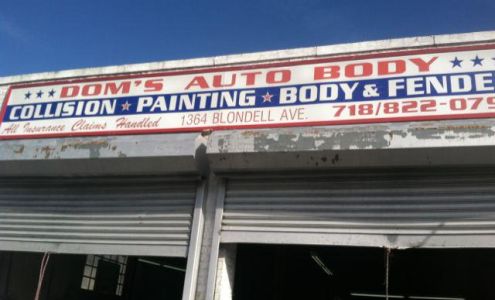 DOM'S AUTO BODY
COLLISION ★ PAINTING ★ BODY & FENDE
All Insurance Claims Handled 1364 BLONDELL AVE. 718/822-079